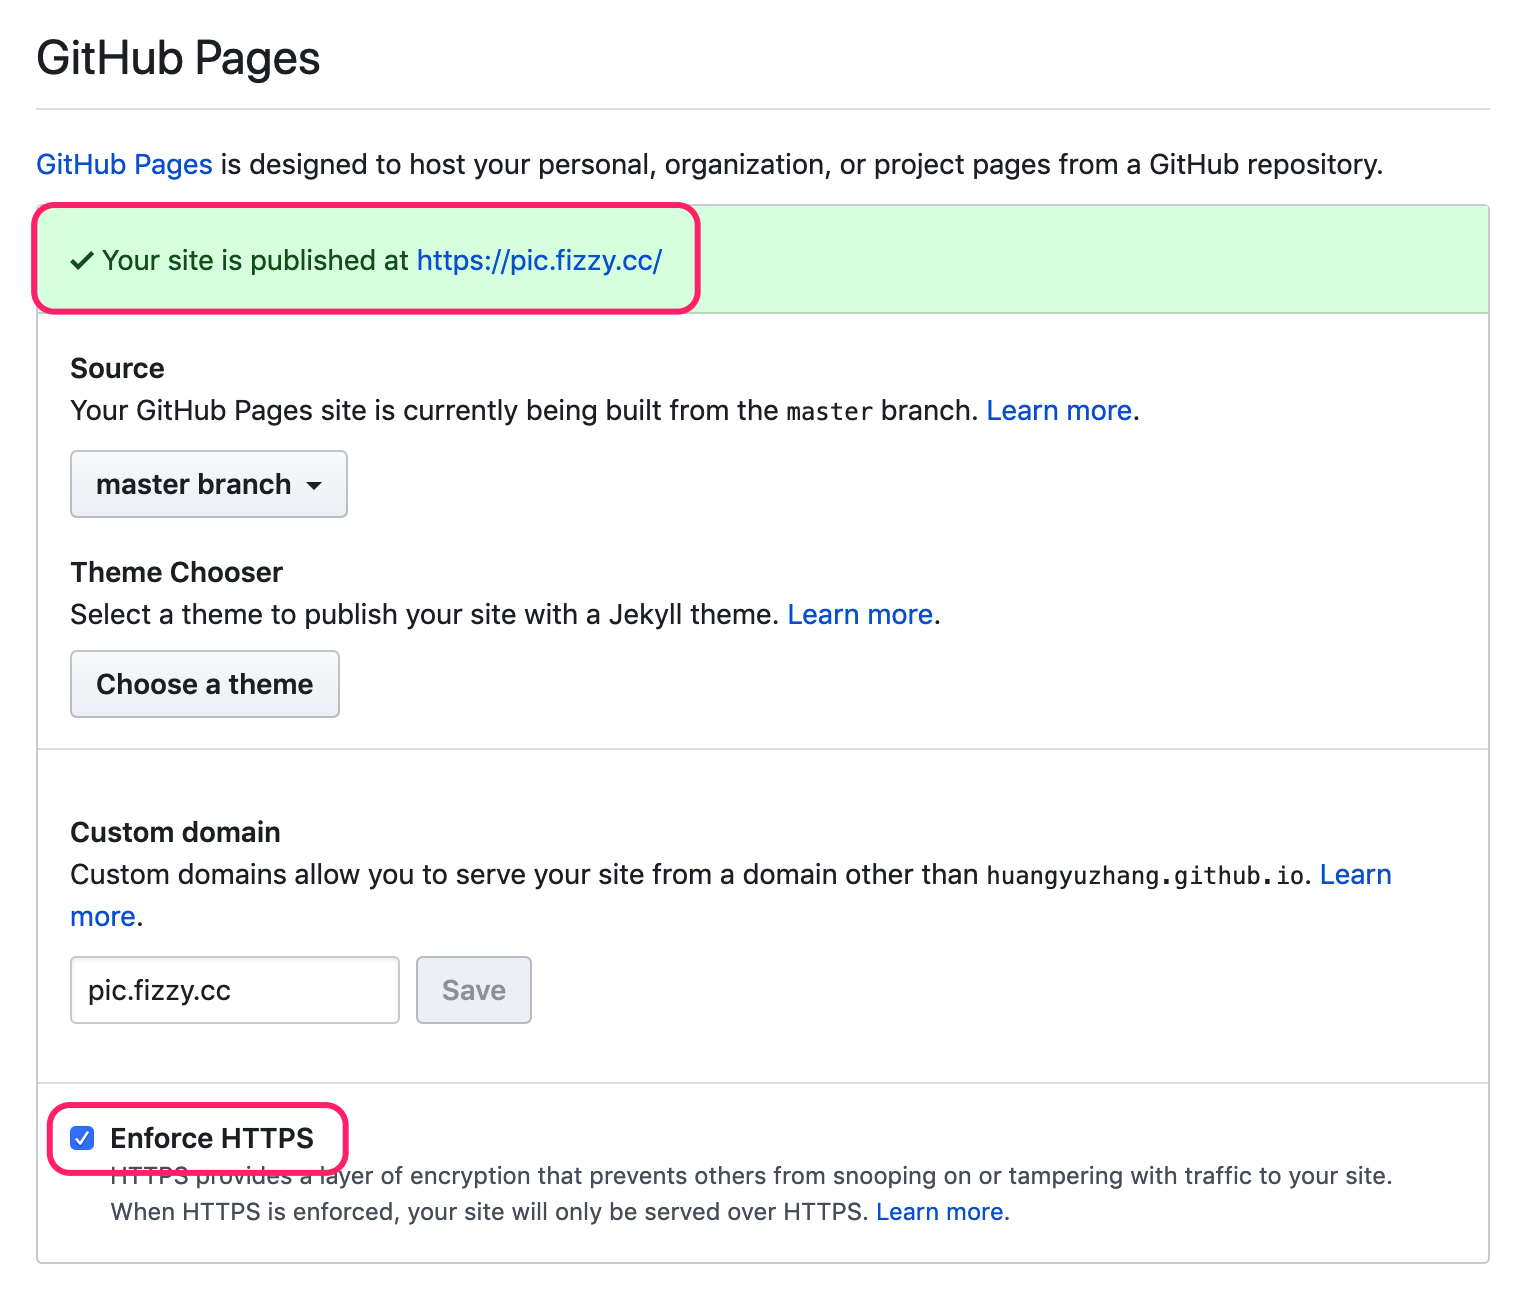 GitHub Pages
GitHub Pages is designed to host your personal, organization, or project pages from a GitHub repository.
Your site is published at https://pic.fizzy.cc/
Source
Your GitHub Pages site is currently being built from the master branch. Learn more.
master branch
Theme Chooser
Select a theme to publish your site with a Jekyll theme. Learn more.
Choose a theme
Custom domain
Custom domains allow you to serve your site from a domain other than huangyuzhang.github.io. Learn
more.
pic.fizzy.cc Save
Enforce HTTPS
HTTPS provides a layer of encryption that prevents others from snooping on or tampering with traffic to your site.
When HTTPS is enforced, your site will only be served over HTTPS. Learn more.